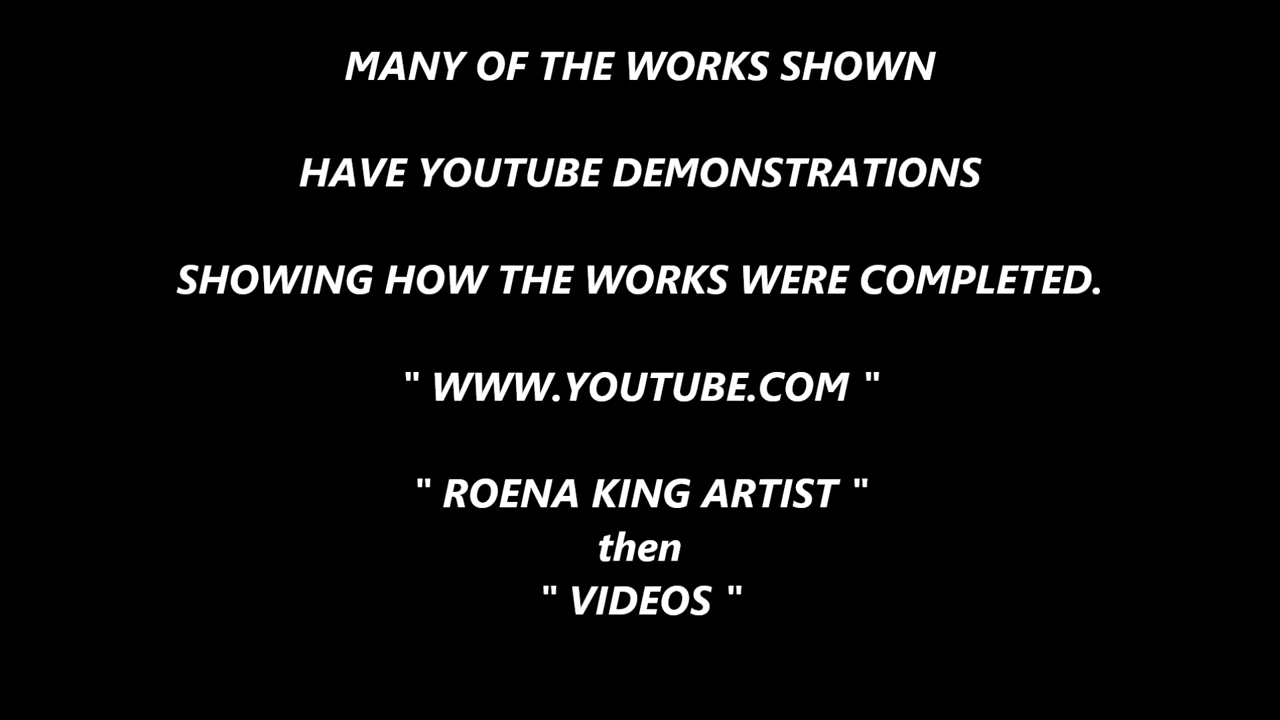 MANY OF THE WORKS SHOWN
HAVE YOUTUBE DEMONSTRATIONS
SHOWING HOW THE WORKS WERE COMPLETED.
" WWW.YOUTUBE.COM "
" ROENA KING ARTIST "
then
" VIDEOS "